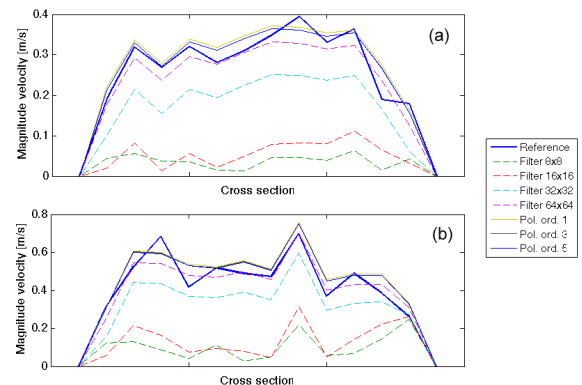 0.4
(a)
0.3
0.2
0.1
0
Magnitude velocity [m/s]
Cross section
0.8
(b)
0.6
0.4
0.2
0
Magnitude velocity [m/s]
Cross section
Reference
Filter 8x8
Filter 16x16
Filter 32x32
Filter 64x64
Pol. ord. 1
Pol. ord. 3
Pol. ord. 5